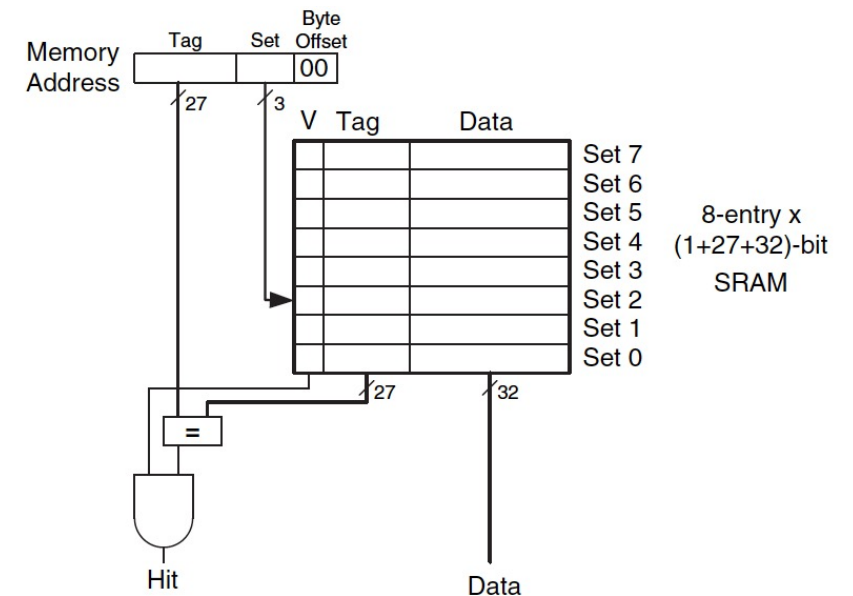 Memory
Address
Tag
Set
Byte
Offset
00
27
3
V
Tag
Data
Set 7
Set 6
Set 5
Set 4
Set 3
Set 2
Set 1
Set 0
8-entry x
(1+27+32)-bit
SRAM
27
32
=
Hit
Data